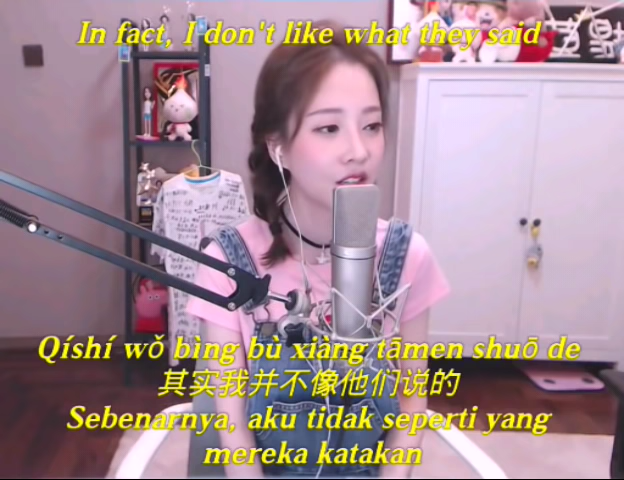 In fact, I don't like what they said
Qíshí wǒ bìng bù xiàng tāmen shuō de
其实我并不像他们说的
Sebenarnya, aku tidak seperti yang
mereka katakan